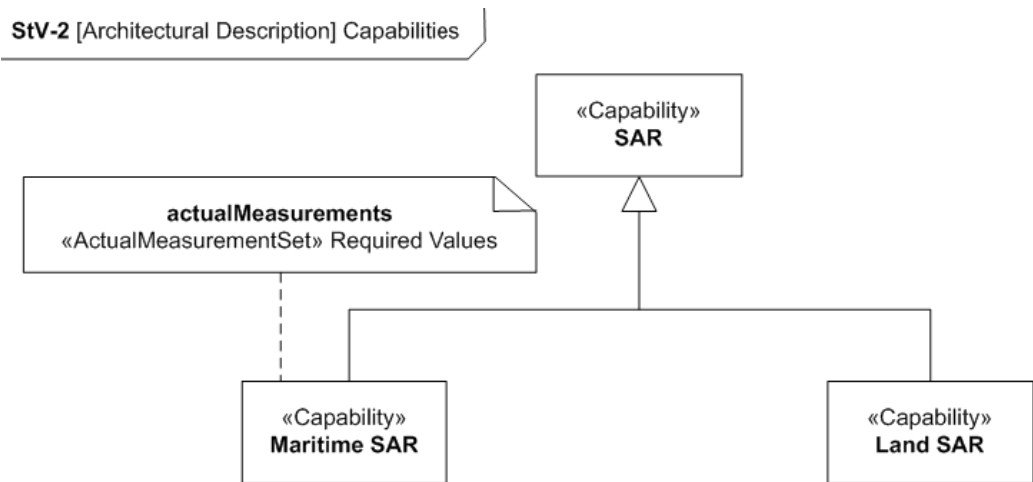 StV-2 [Architectural Description] Capabilities
«Capability»
SAR
actualMeasurements
«ActualMeasurementSet» Required Values
«Capability»
Maritime SAR
«Capability»
Land SAR